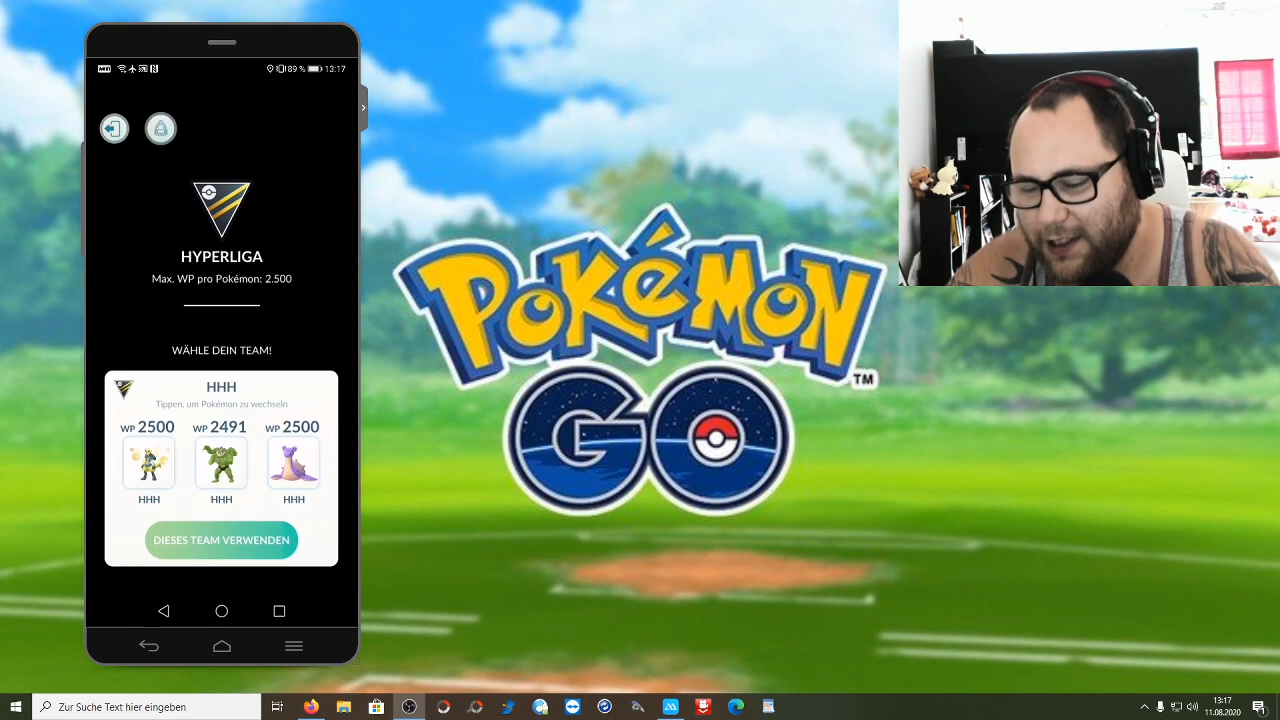 89 % 13:17
HYPERLIGA
Max. WP pro Pokémon: 2.500
WÄHLE DEIN TEAM!
HHH
Tippen, um Pokémon zu wechseln
WP 2500 WP 2491 WP 2500
HHH HHH HHH
DIESES TEAM VERWENDEN
POKéMON
TM
GO
Zur Suche Text hier eingeben
13:17
11.08.2020